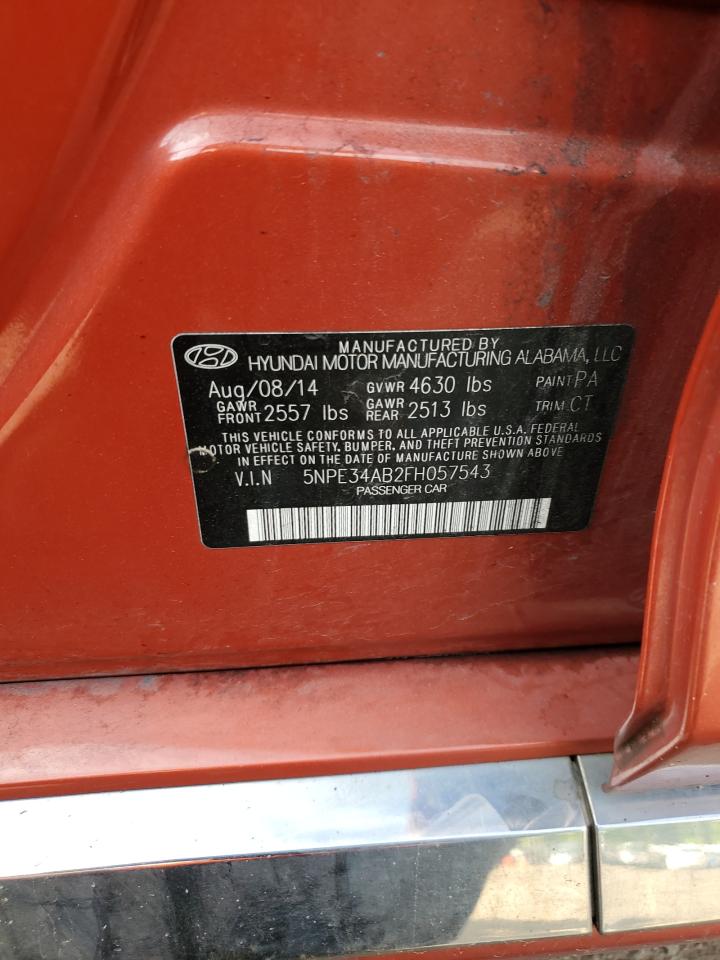 MANUFACTURED BY
HYUNDAI MOTOR MANUFACTURING ALABAMA, LLC
Aug/08/14 GVWR 4630 lbs PAINT PA
GAWR FRONT 2557 lbs GAWR REAR 2513 lbs TRIM CT
THIS VEHICLE CONFORMS TO ALL APPLICABLE U.S.A. FEDERAL
MOTOR VEHICLE SAFETY, BUMPER, AND THEFT PREVENTION STANDARDS
IN EFFECT ON THE DATE OF MANUFACTURE SHOWN ABOVE
V.I.N 5NPE34AB2FH057543
PASSENGER CAR